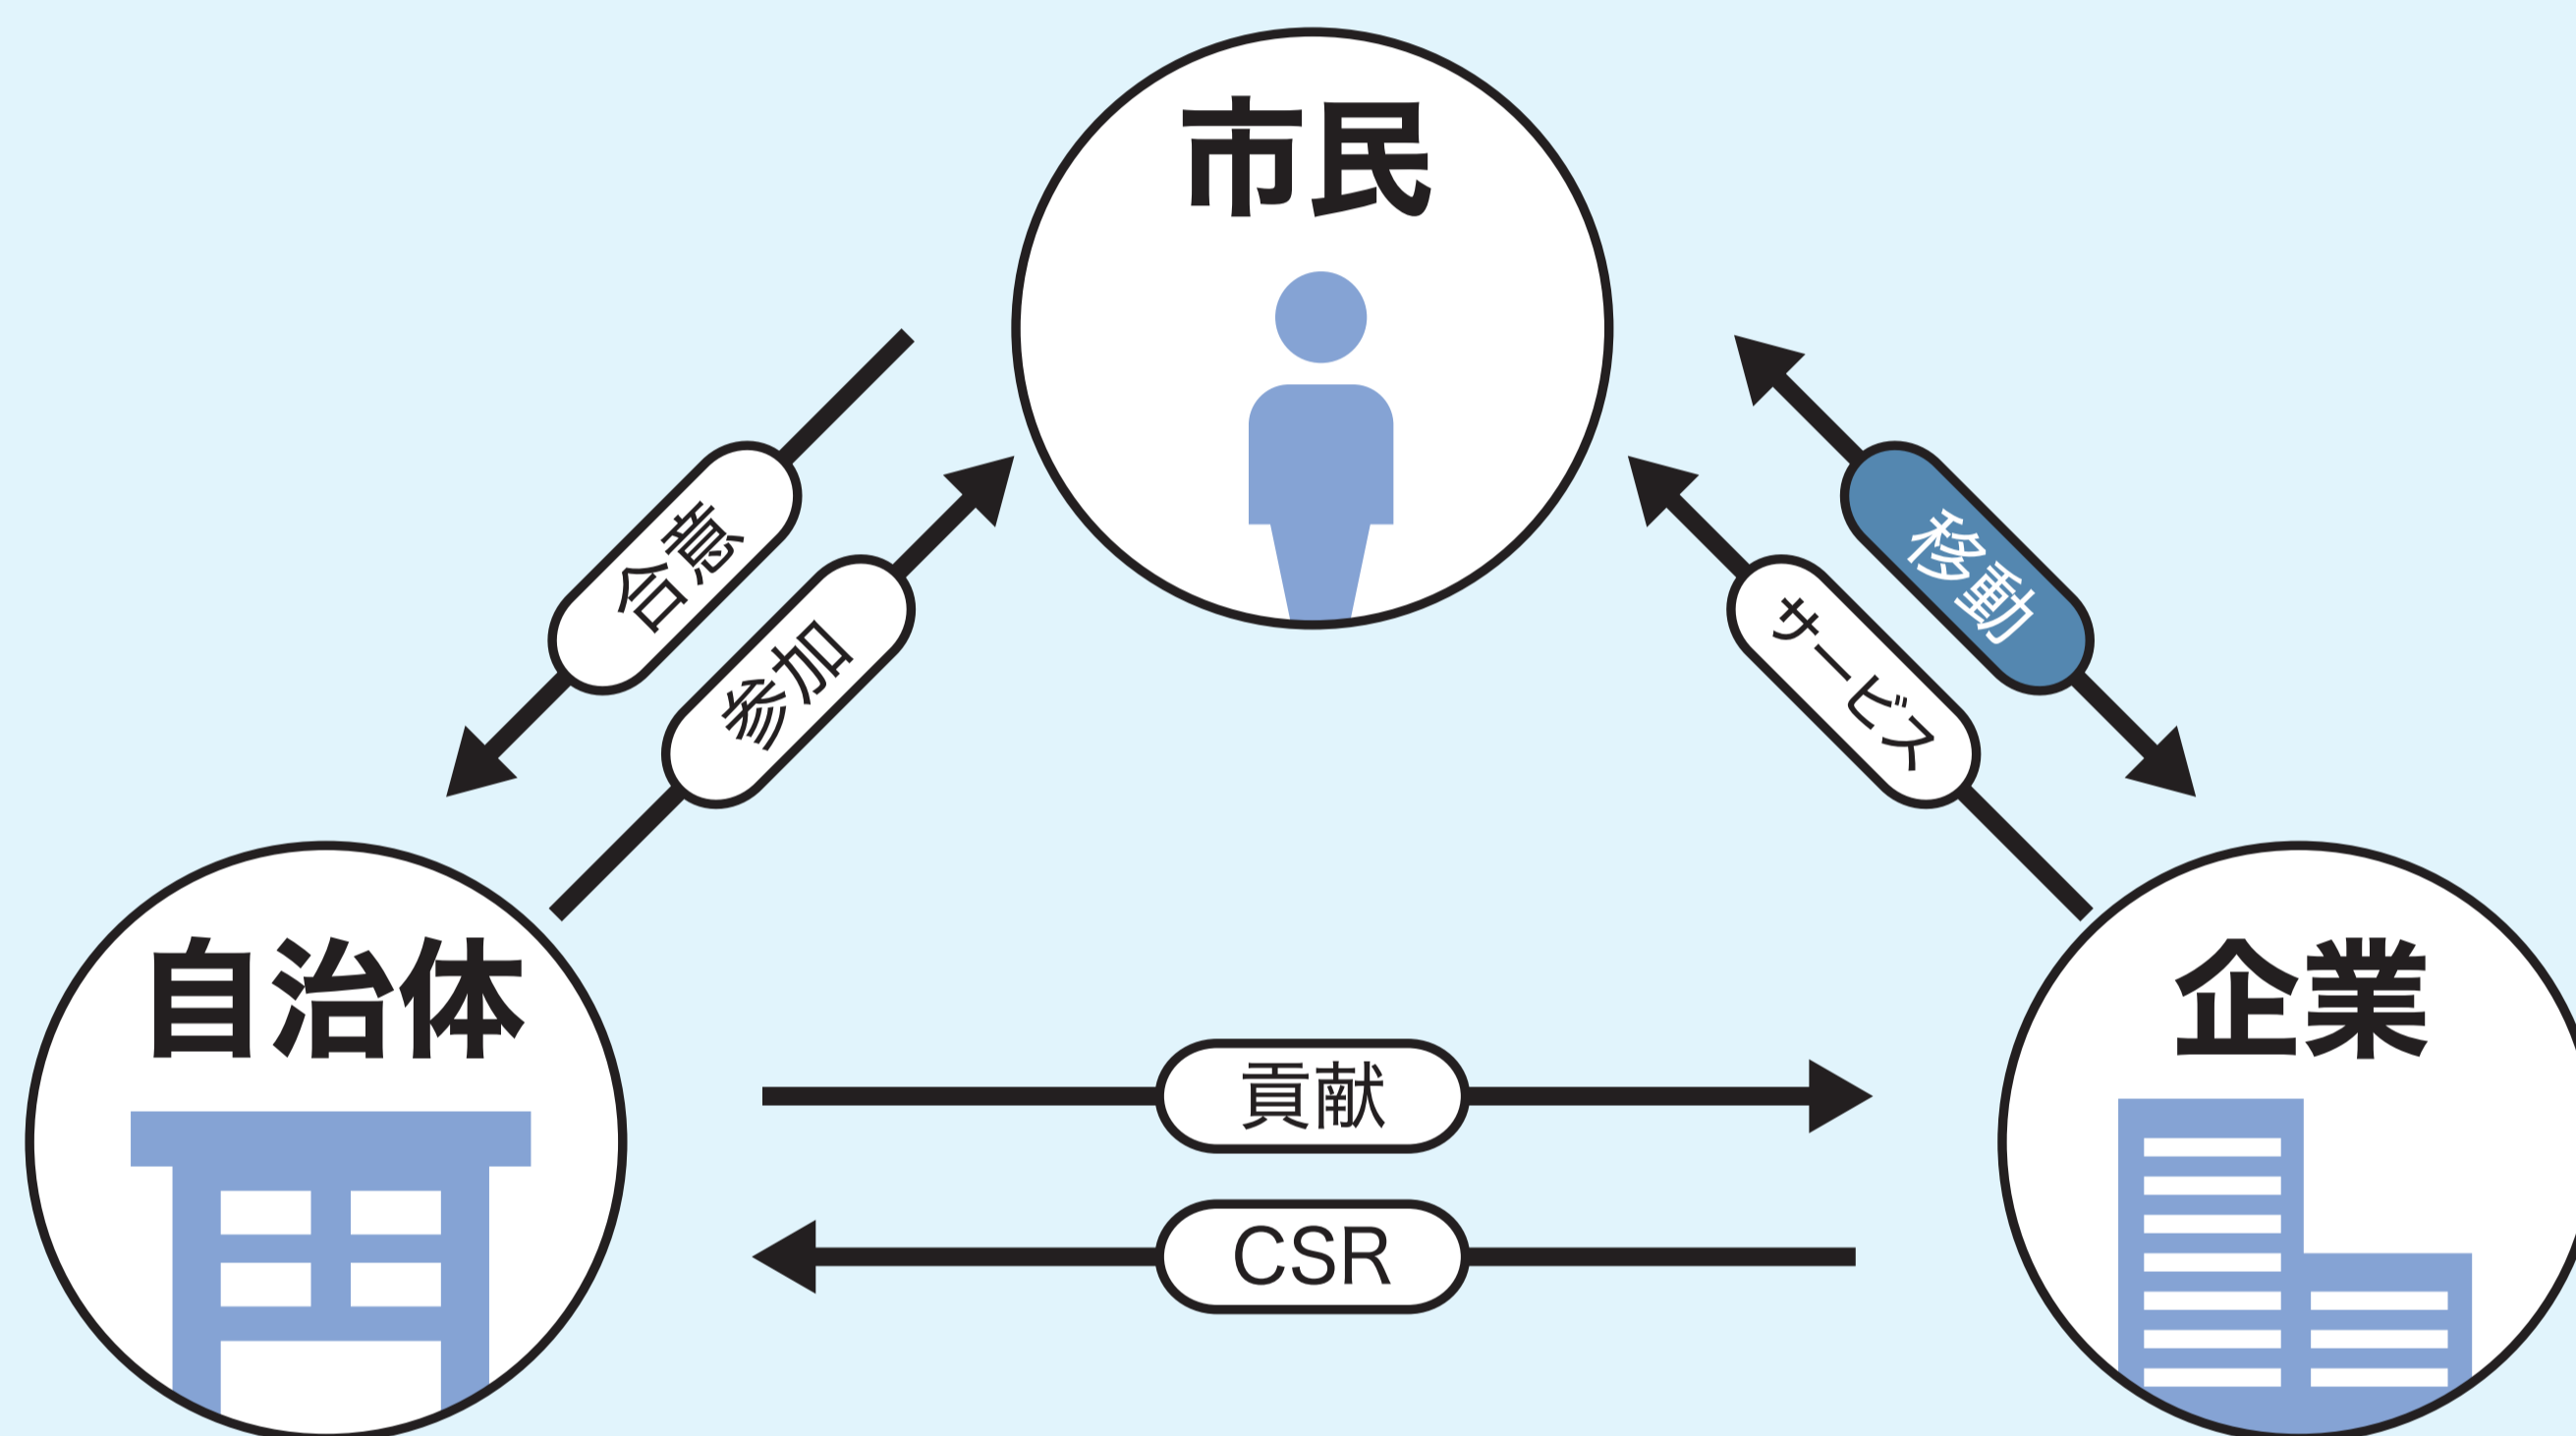 市民
合意
移動
参加
サービス
自治体
企業
貢献
CSR